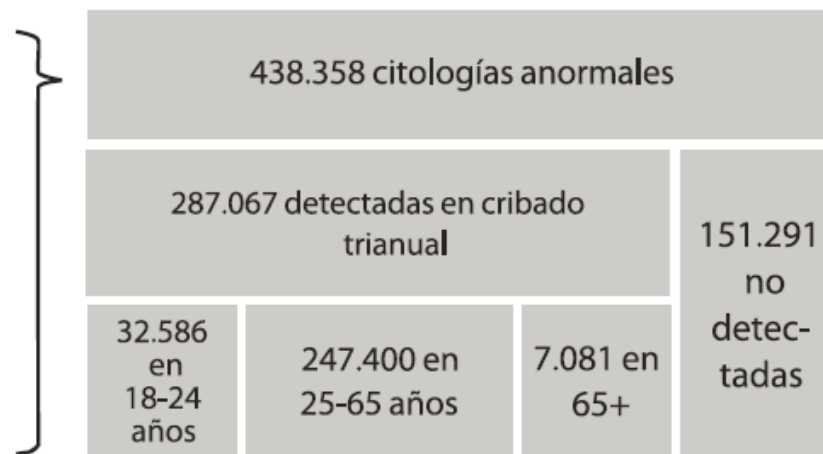 438.358 citologías anormales
287.067 detectadas en cribado
trianual
151.291
no
detec-
tadas
32.586
en
18-24
años
247.400 en
25-65 años
7.081 en
65+